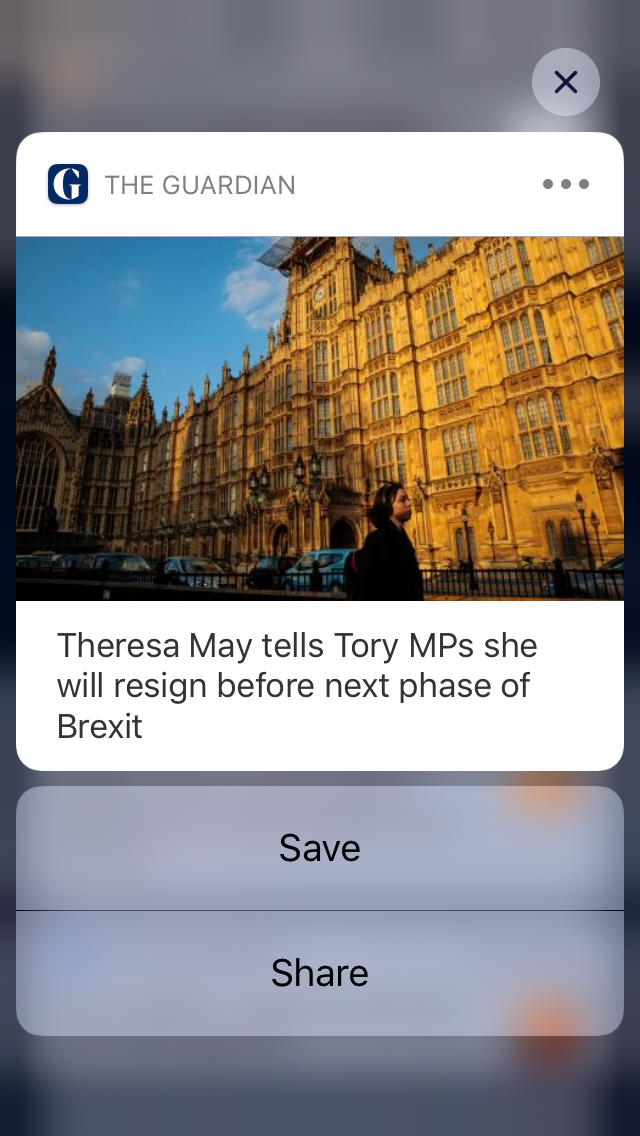 THE GUARDIAN
Theresa May tells Tory MPs she
will resign before next phase of
Brexit
Save
Share